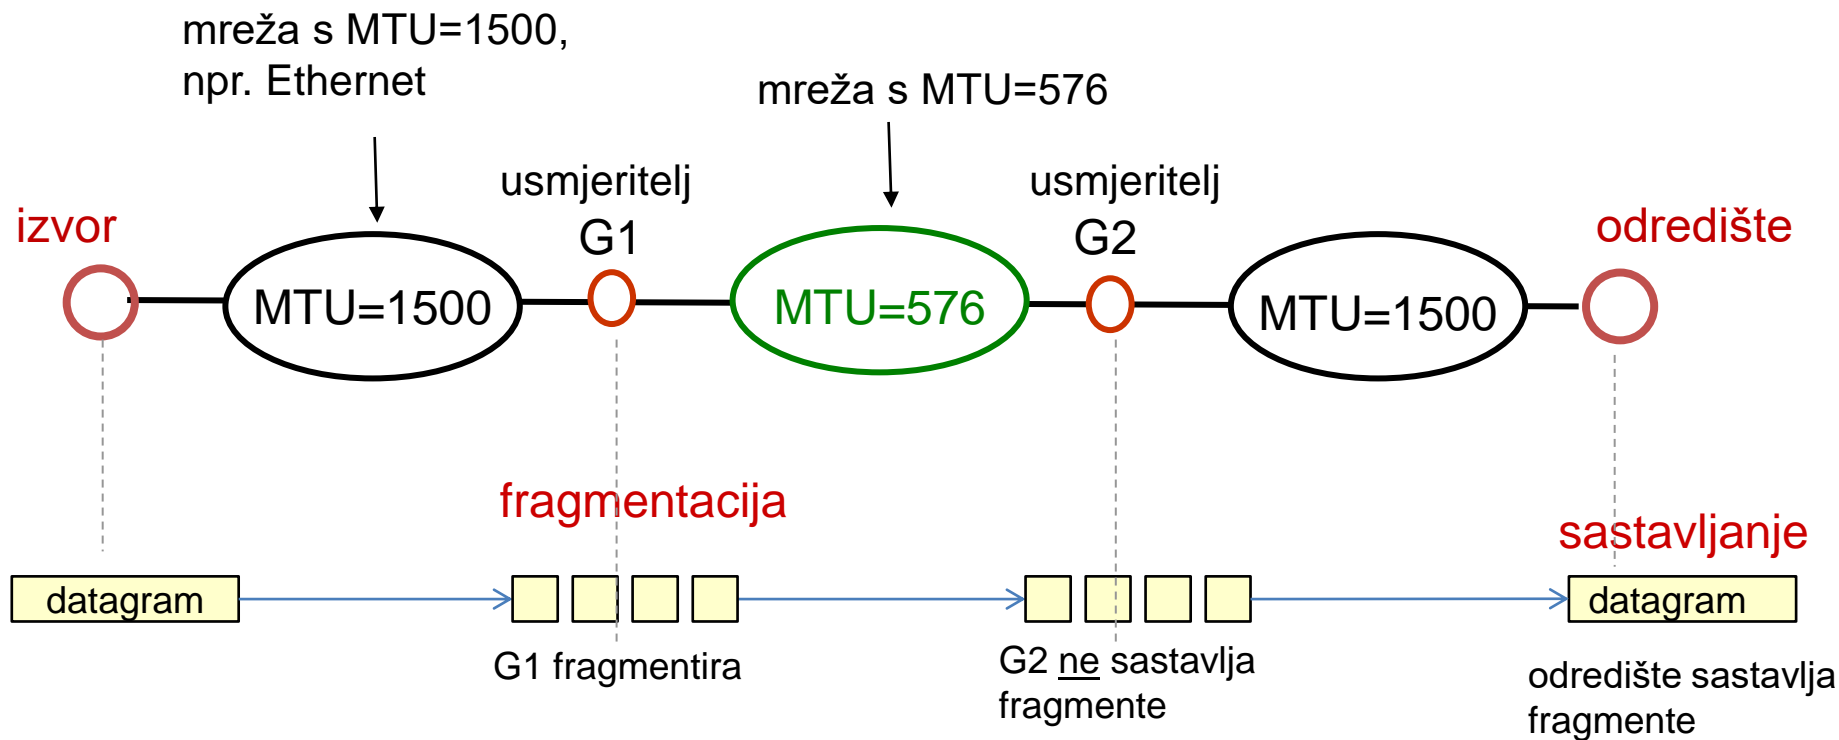 mreža s MTU=1500,
npr. Ethernet
mreža s MTU=576
usmjeritelj
G1
usmjeritelj
G2
izvor
odredište
MTU=1500
MTU=576
MTU=1500
fragmentacija
sastavljanje
datagram
datagram
G1 fragmentira
G2 ne sastavlja
fragmente
odredište sastavlja
fragmente